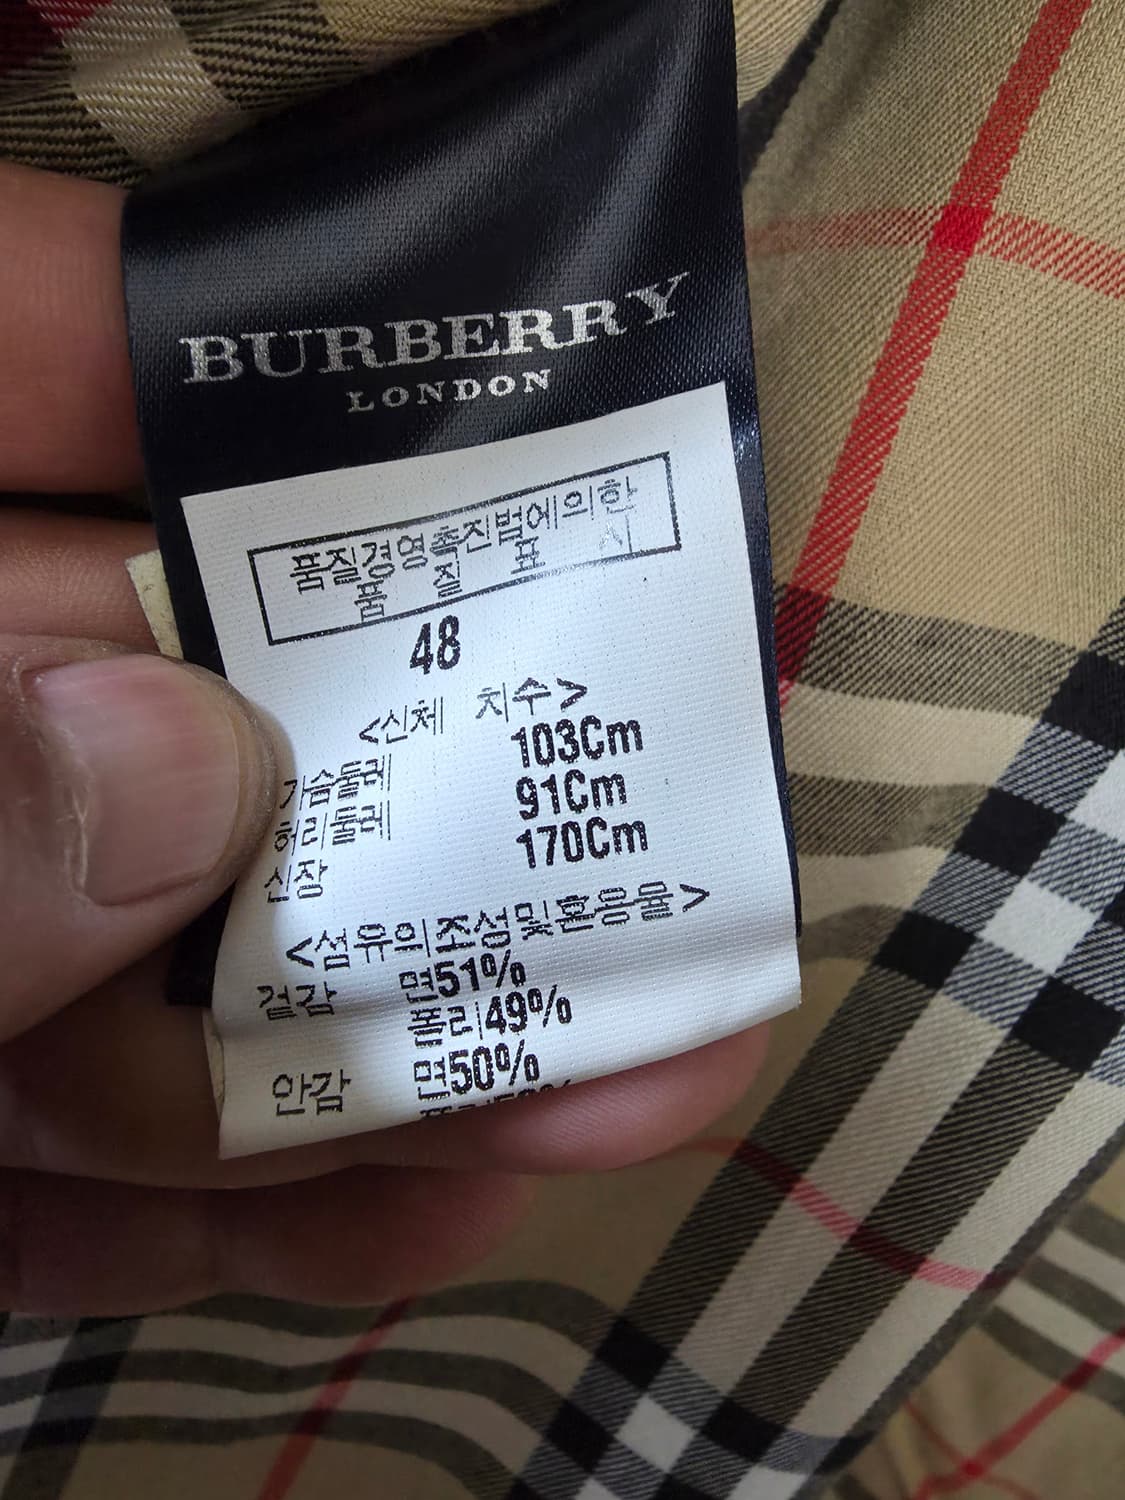 BURBERRY
LONDON
품질경영촉진법에의한
품 질 표 시
48
<신체 치수>
가슴둘레 103Cm
허리둘레 91Cm
신장 170Cm
<섬유의조성및혼용율>
겉감 면51%
폴리49%
안감 면50%